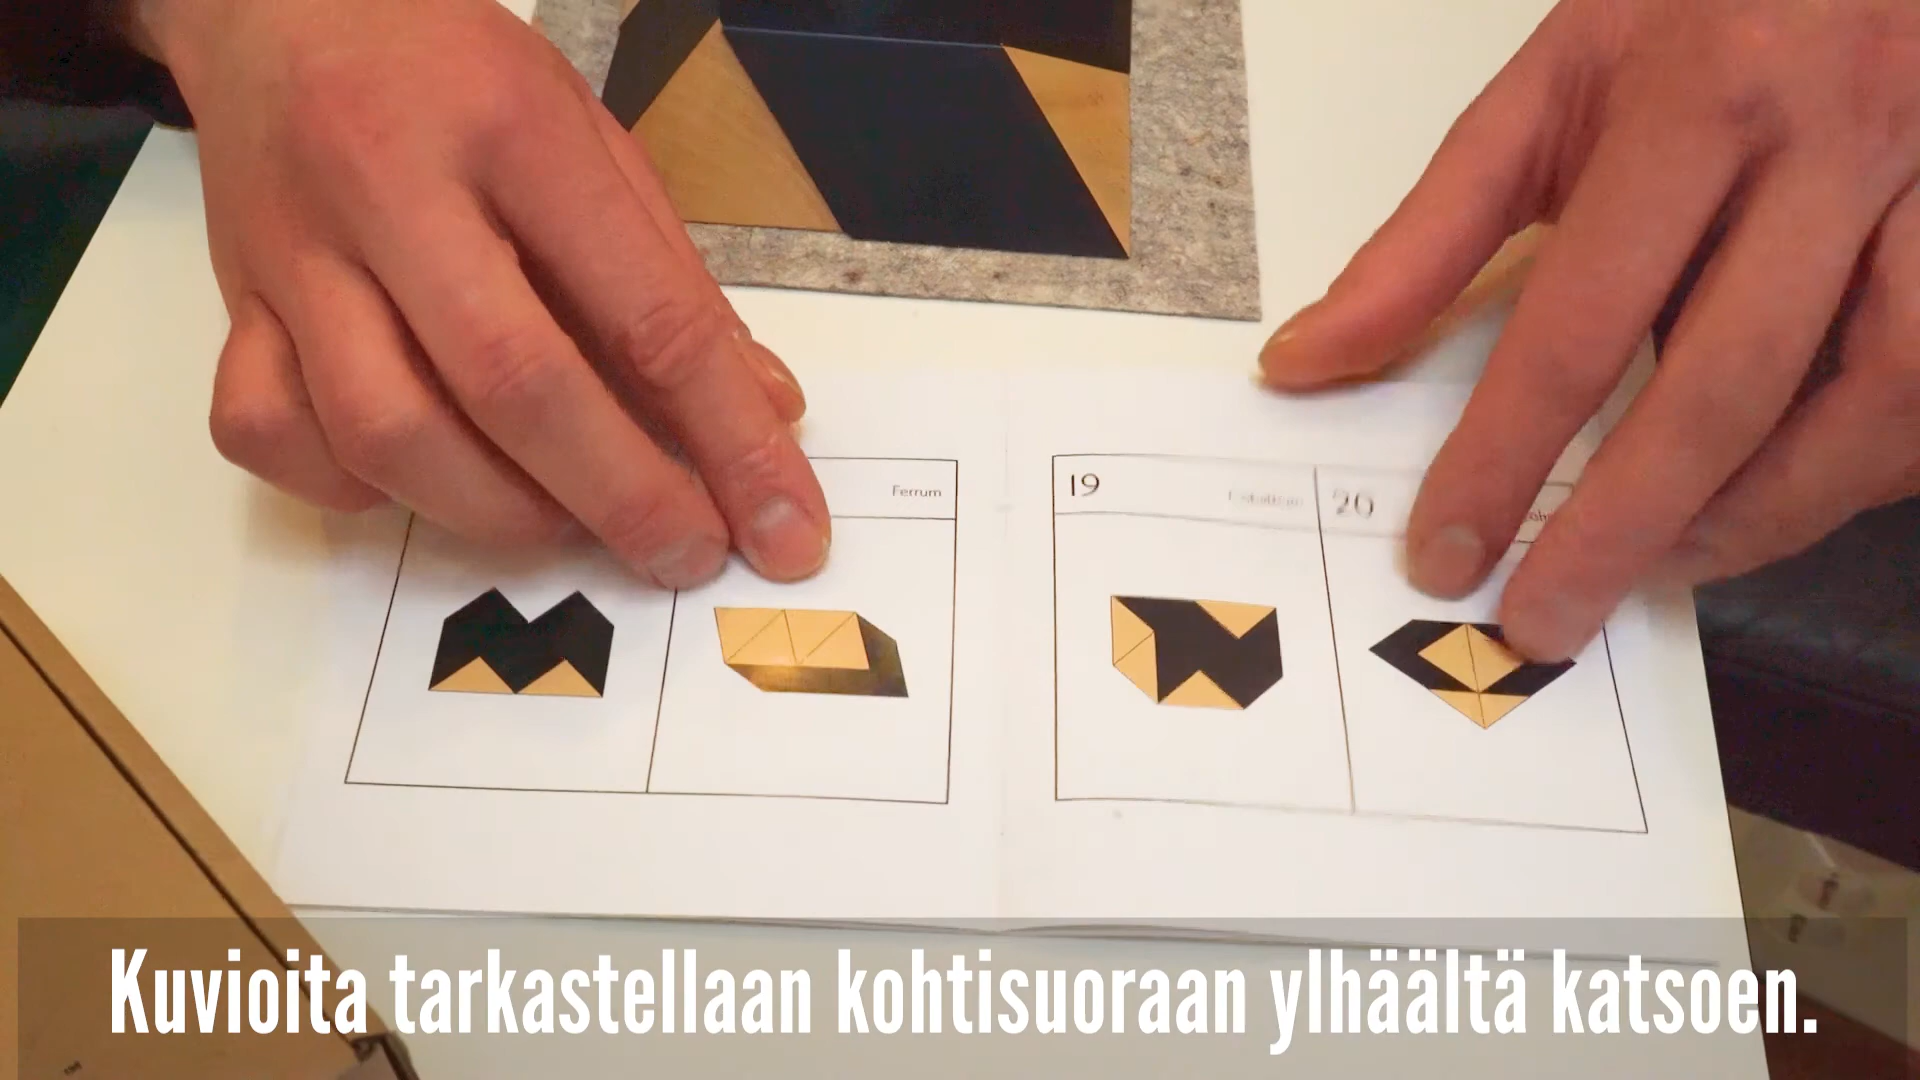 Ferrum
19
20
Kuvioita tarkastellaan kohtisuoraan ylhäältä katsoen.